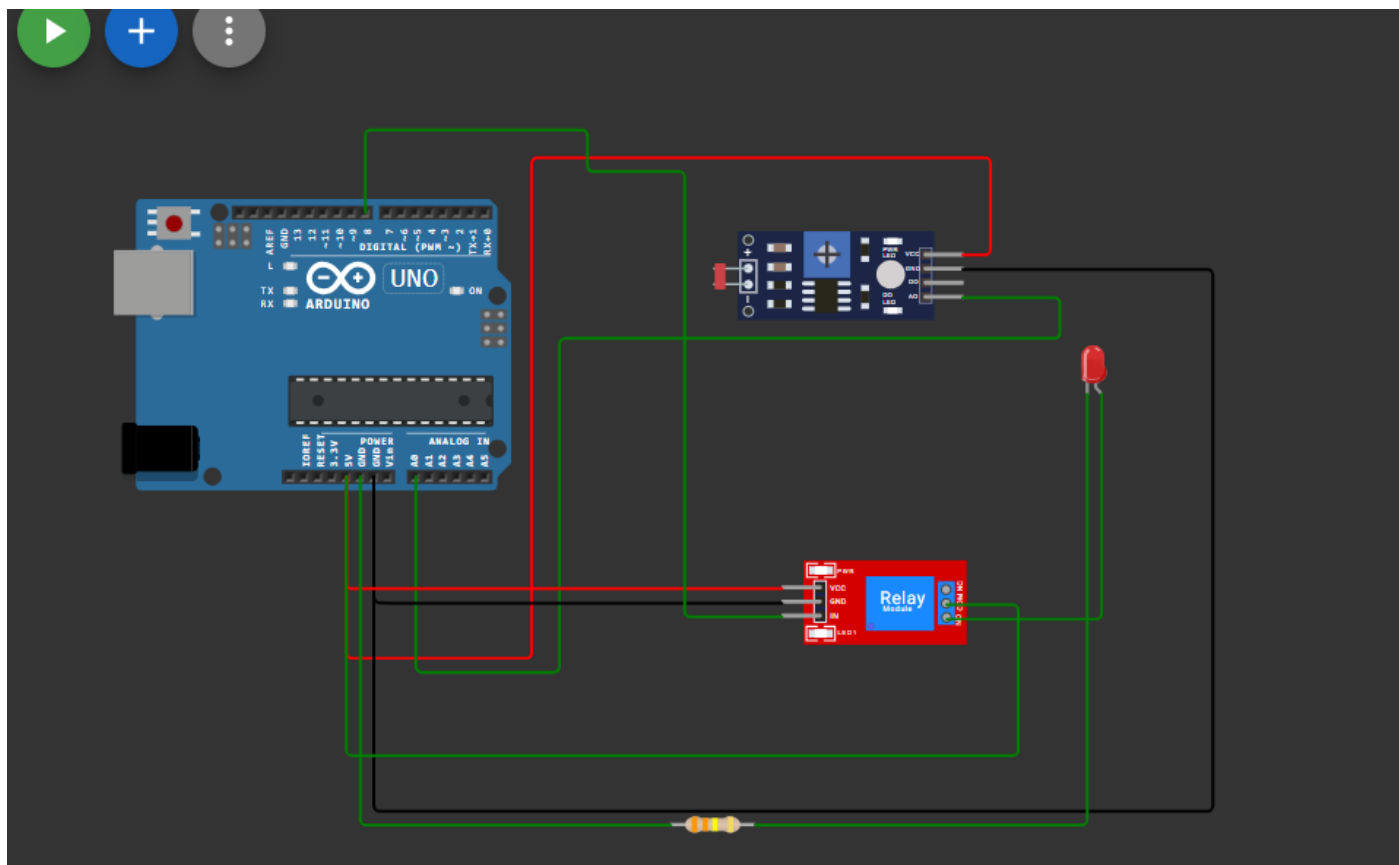 AREF
GND
13
12
~11
~10
~9
8
7
~6
~5
4
~3
2
TX→1
RX←0
DIGITAL (PWM ~)
L
TX
RX
UNO
ON
ARDUINO
IOREF
RESET
3.3V
5V
GND
GND
Vin
POWER
ANALOG IN
A0
A1
A2
A3
A4
A5
+
-
PWR
LED
DO
LED
VCC
GND
DO
AO
PWR
VCC
GND
IN
LED1
Relay
Module